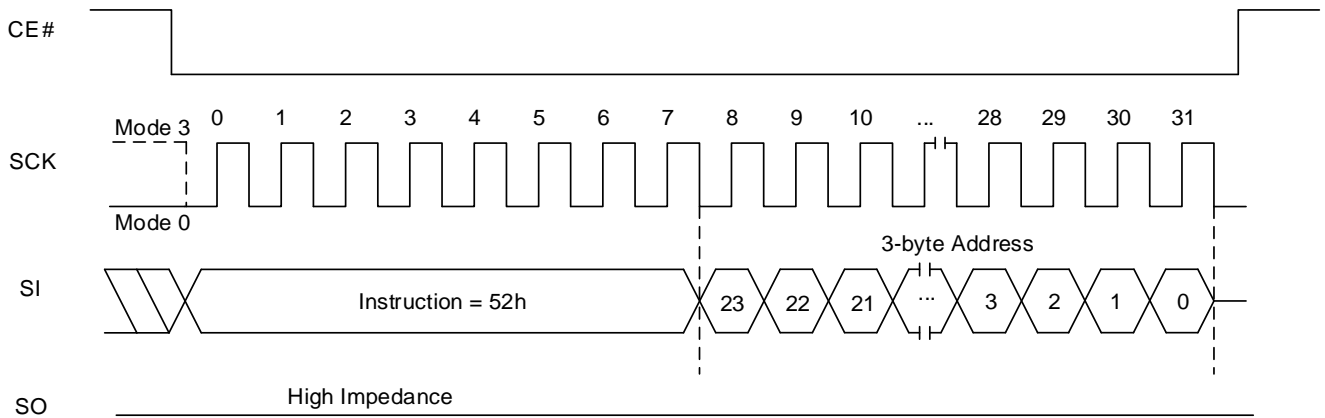 CE#
0 1 2 3 4 5 6 7 8 9 10 ... 28 29 30 31
Mode 3
SCK
Mode 0
3-byte Address
SI
Instruction = 52h
23 22 21 ... 3 2 1 0
High Impedance
SO